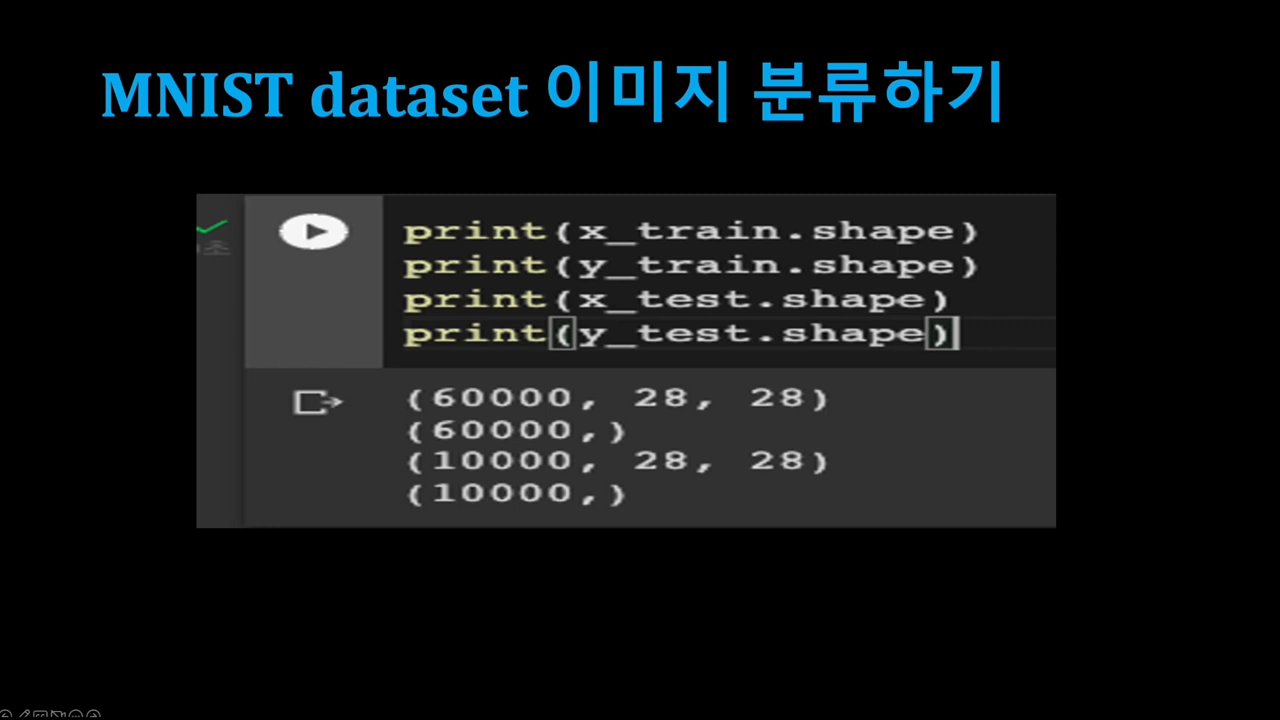 MNIST dataset 이미지 분류하기
print(x_train.shape)
print(y_train.shape)
print(x_test.shape)
print(y_test.shape)
(60000, 28, 28)
(60000,)
(10000, 28, 28)
(10000,)